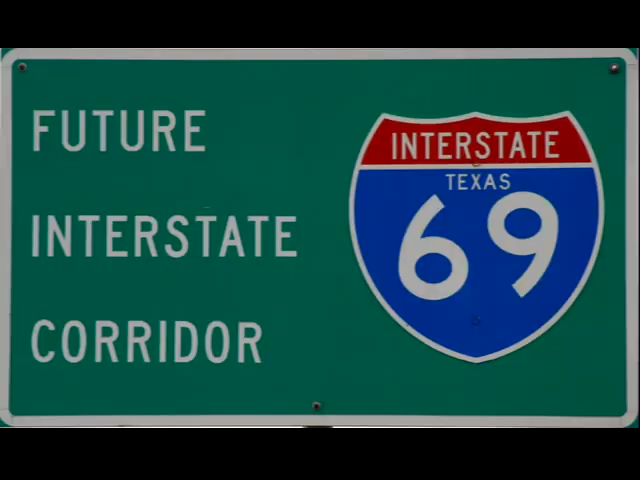 FUTURE
INTERSTATE
CORRIDOR
INTERSTATE
TEXAS
69